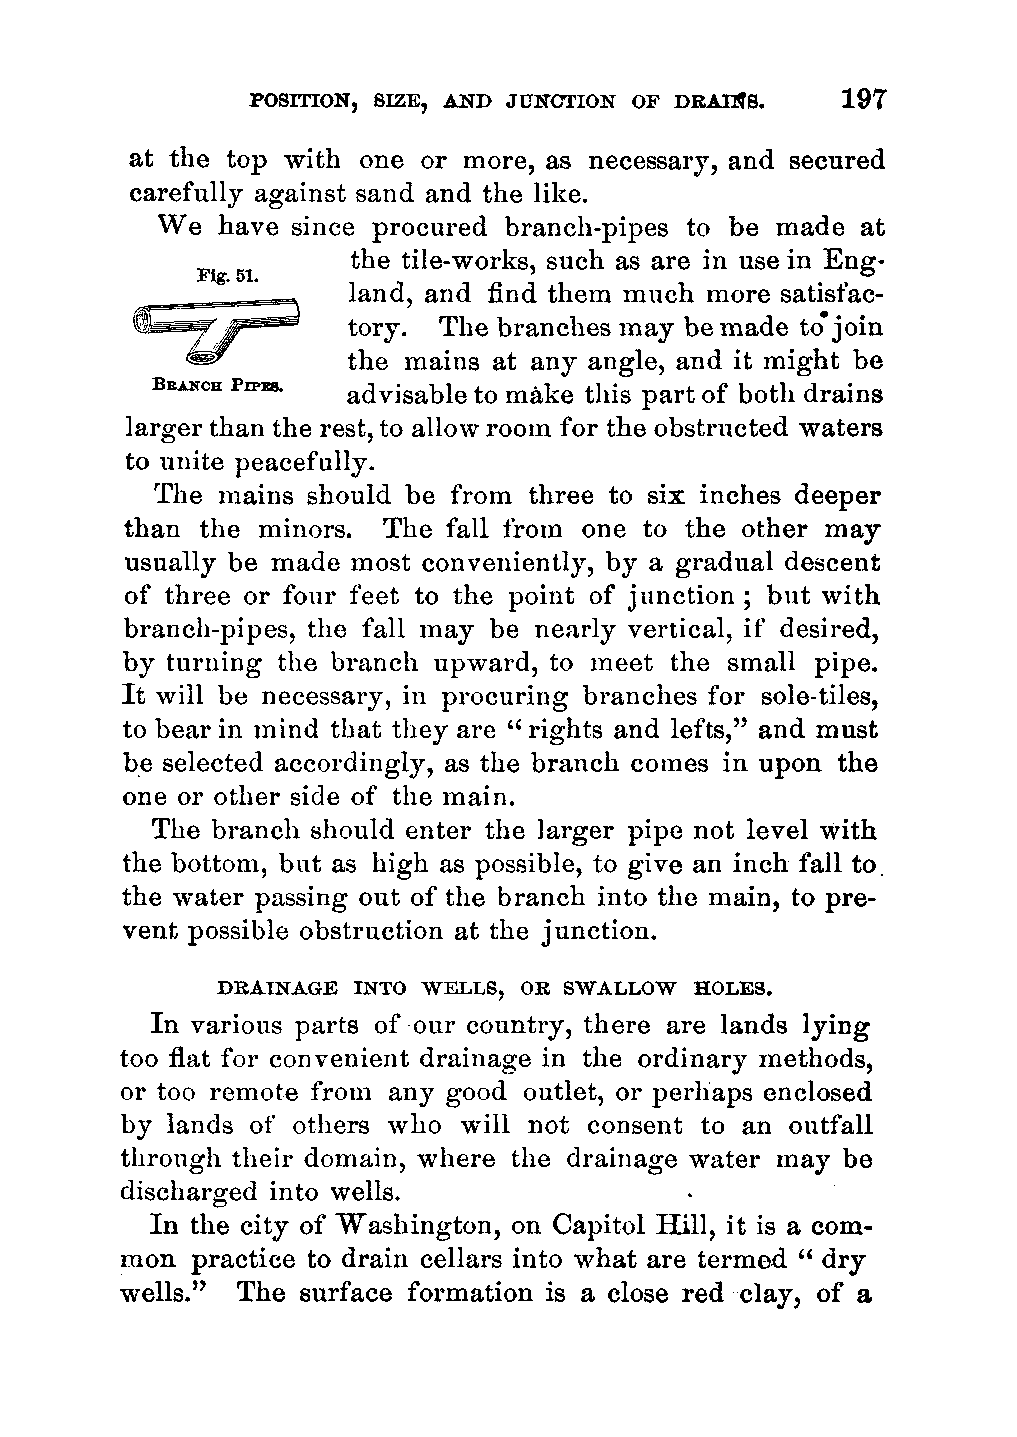 POSITION, SIZE, AND JUNCTION OF DRAINS. 197
at the top with one or more, as necessary, and secured
carefully against sand and the like.
We have since procured branch-pipes to be made at
the tile-works, such as are in use in Eng-
land, and find them much more satisfac-
tory. The branches may be made to join
the mains at any angle, and it might be
advisable to make this part of both drains
Fig. 51.
BRANCH PIPES.
larger than the rest, to allow room for the obstructed waters
to unite peacefully.
The mains should be from three to six inches deeper
than the minors. The fall from one to the other may
usually be made most conveniently, by a gradual descent
of three or four feet to the point of junction ; but with
branch-pipes, the fall may be nearly vertical, if desired,
by turning the branch upward, to meet the small pipe.
It will be necessary, in procuring branches for sole-tiles,
to bear in mind that they are " rights and lefts," and must
be selected accordingly, as the branch comes in upon the
one or other side of the main.
The branch should enter the larger pipe not level with
the bottom, but as high as possible, to give an inch fall to
the water passing out of the branch into the main, to pre-
vent possible obstruction at the junction.
DRAINAGE INTO WELLS, OR SWALLOW HOLES.
In various parts of our country, there are lands lying
too flat for convenient drainage in the ordinary methods,
or too remote from any good outlet, or perhaps enclosed
by lands of others who will not consent to an outfall
through their domain, where the drainage water may be
discharged into wells.
In the city of Washington, on Capitol Hill, it is a com-
mon practice to drain cellars into what are termed " dry
wells." The surface formation is a close red clay, of a